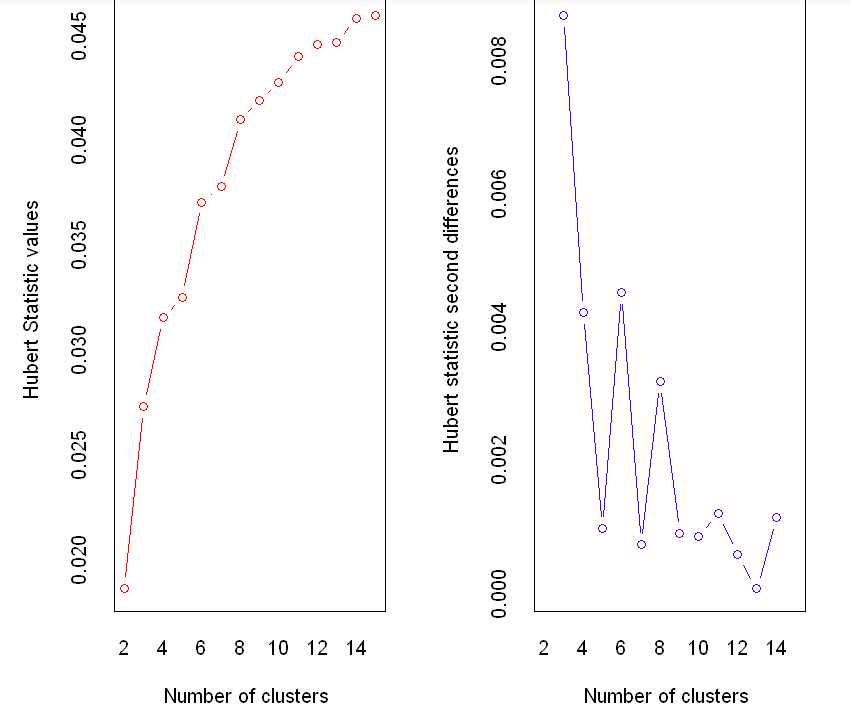 Hubert Statistic values
0.045
0.040
0.035
0.030
0.025
0.020
2 4 6 8 10 12 14
Number of clusters
Hubert statistic second differences
0.008
0.006
0.004
0.002
0.000
2 4 6 8 10 12 14
Number of clusters